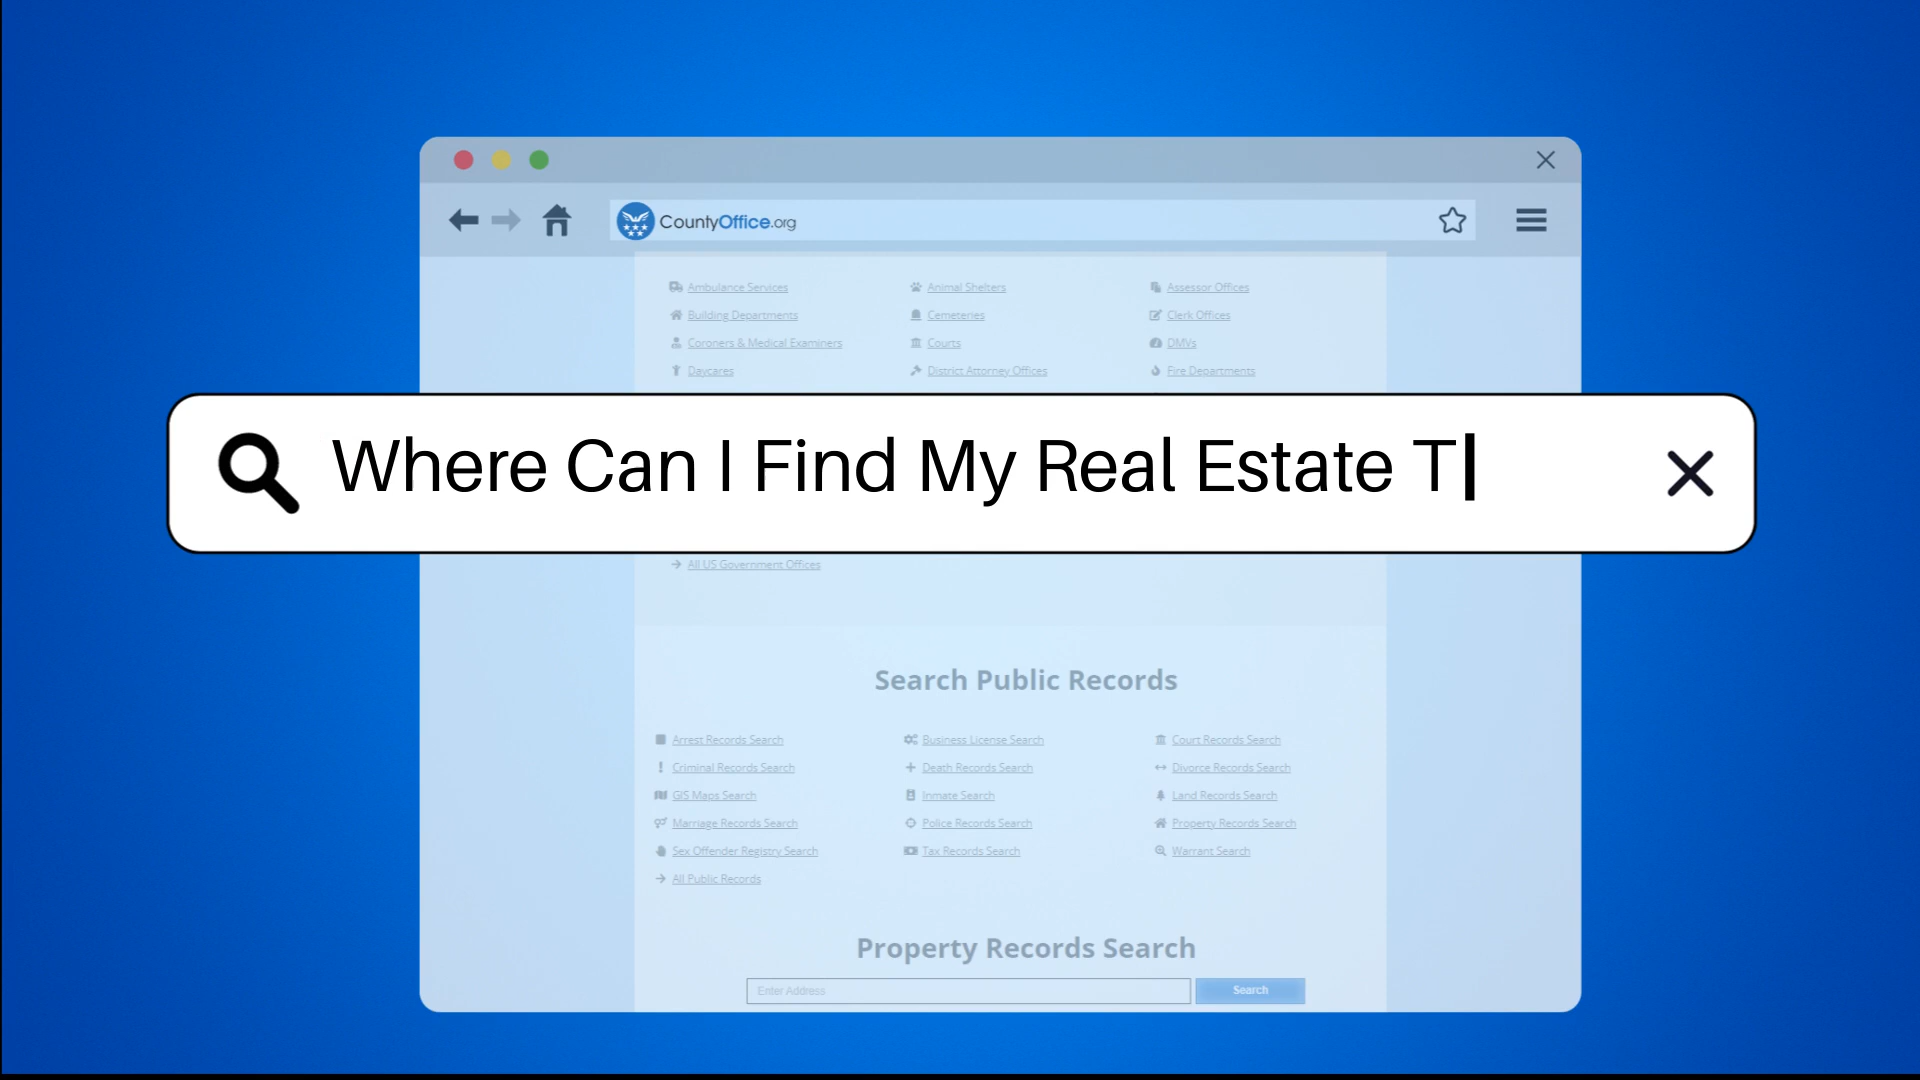 CountyOffice.org
Ambulance Services Animal Shelters Assessor Offices
Building Departments Cemeteries Clerk Offices
Coroners & Medical Examiners Courts DMVs
Daycares District Attorney Offices Fire Departments
Where Can I Find My Real Estate T
All US Government Offices
Search Public Records
Arrest Records Search Business License Search Court Records Search
Criminal Records Search Death Records Search Divorce Records Search
GIS Maps Search Inmate Search Land Records Search
Marriage Records Search Police Records Search Property Records Search
Sex Offender Registry Search Tax Records Search Warrant Search
All Public Records
Property Records Search
Enter Address Search